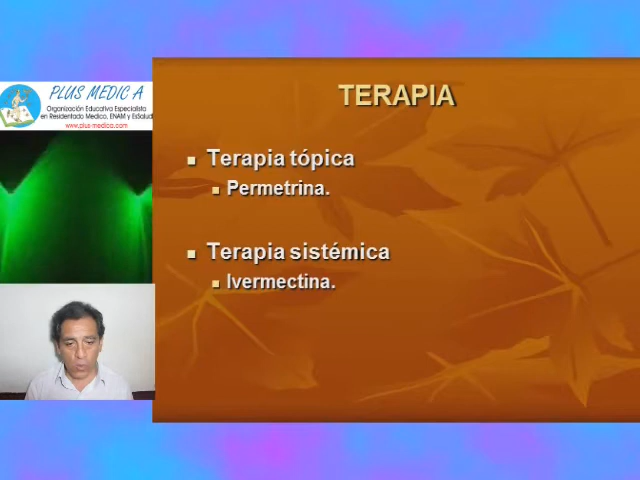 PLUS MEDIC A
Organización Educativa Especialista
en Residentado Medico, ENAM y EsSalud
www.plus-medica.com
TERAPIA
Terapia tópica
Permetrina.
Terapia sistémica
Ivermectina.